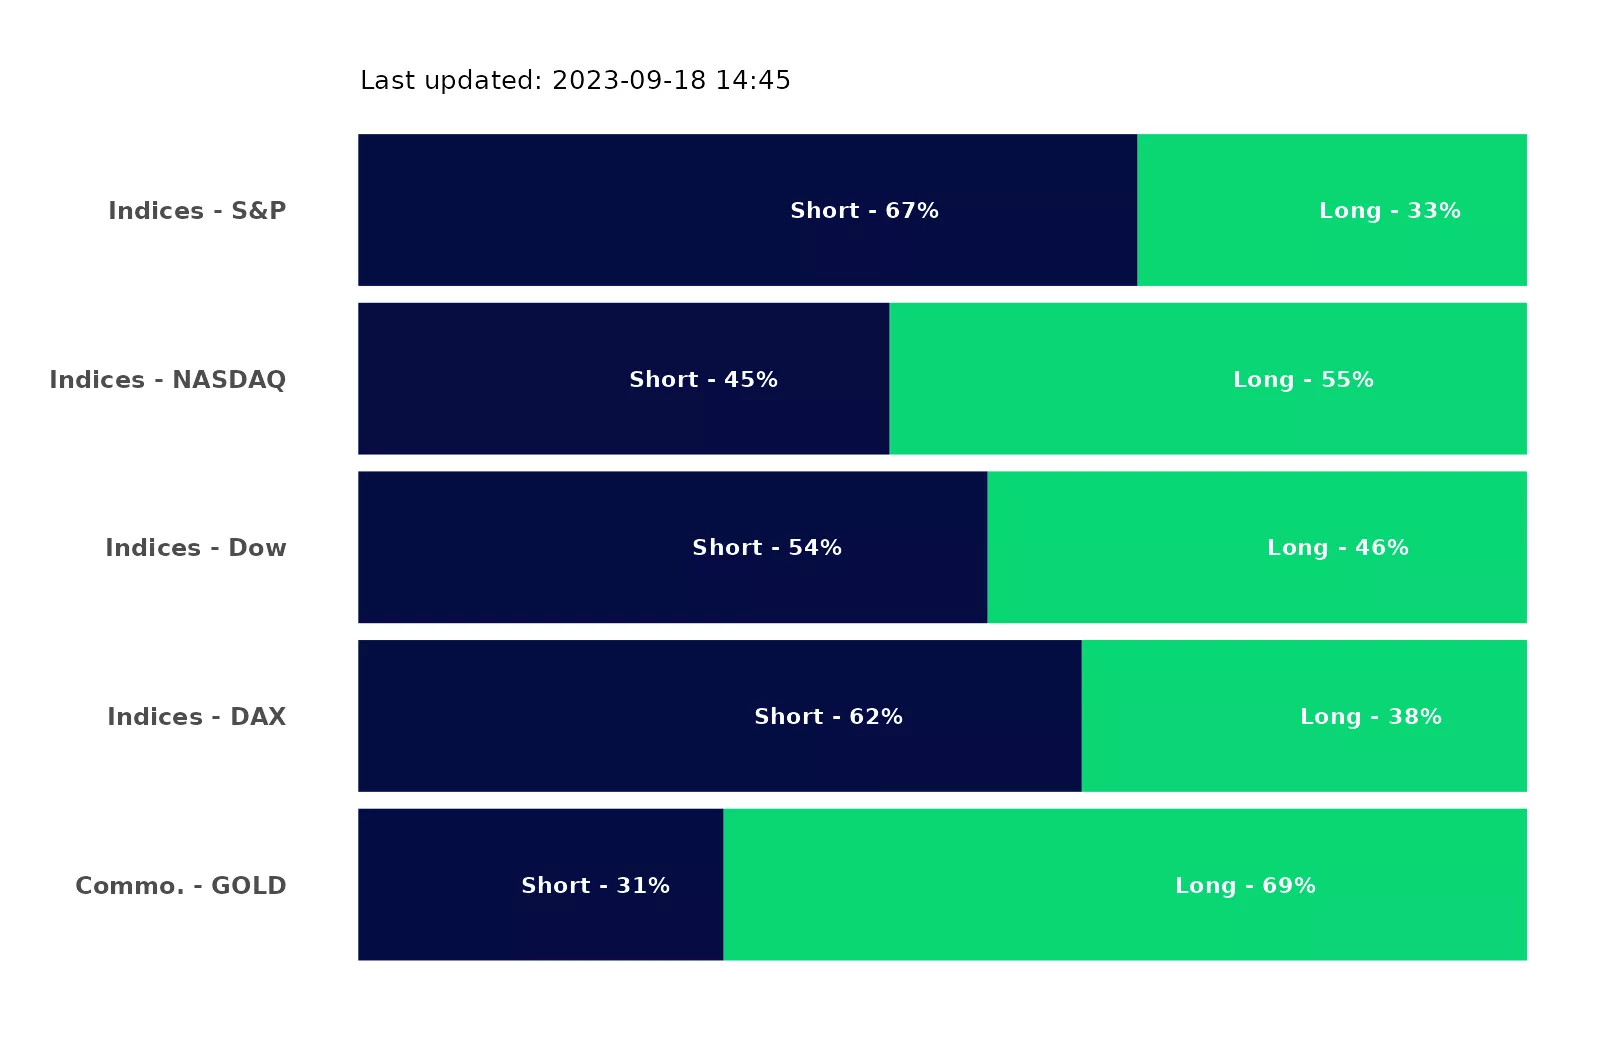 Last updated: 2023-09-18 14:45
Indices - S&P Short - 67% Long - 33%
Indices - NASDAQ Short - 45% Long - 55%
Indices - Dow Short - 54% Long - 46%
Indices - DAX Short - 62% Long - 38%
Commo. - GOLD Short - 31% Long - 69%